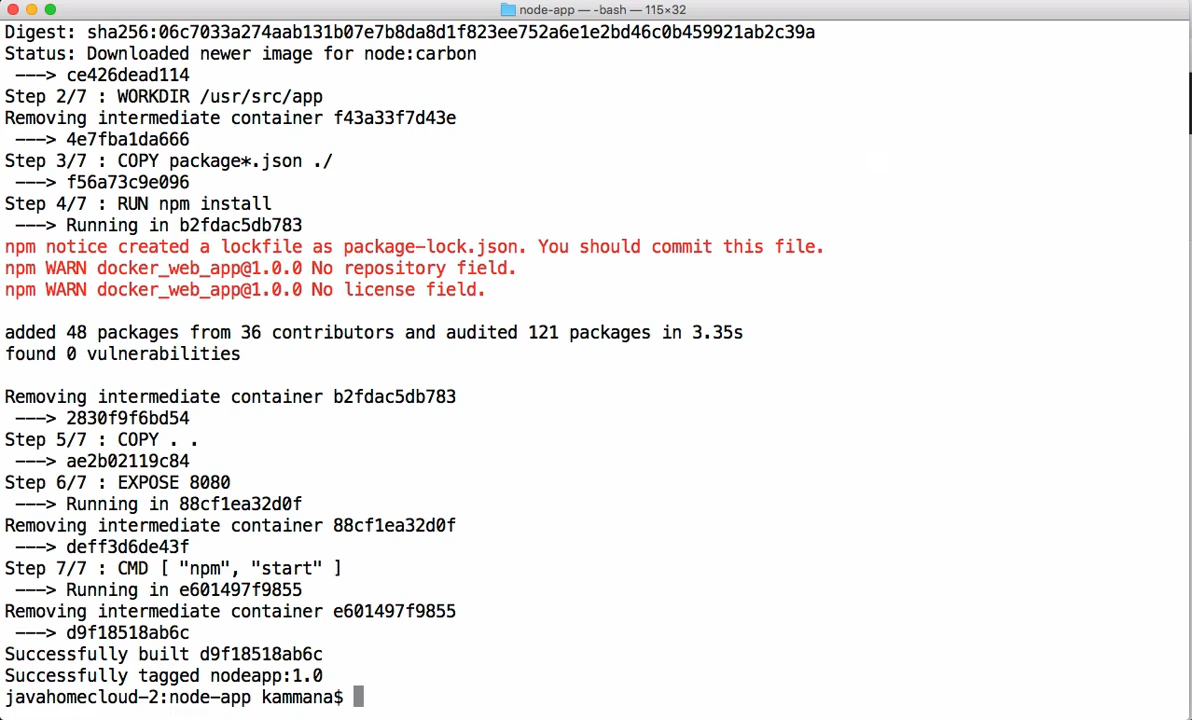 node-app — -bash — 115×32
Digest: sha256:06c7033a274aab131b07e7b8da8d1f823ee752a6e1e2bd46c0b459921ab2c39a
Status: Downloaded newer image for node:carbon
 ---> ce426dead114
Step 2/7 : WORKDIR /usr/src/app
Removing intermediate container f43a33f7d43e
 ---> 4e7fba1da666
Step 3/7 : COPY package*.json ./
 ---> f56a73c9e096
Step 4/7 : RUN npm install
 ---> Running in b2fdac5db783
npm notice created a lockfile as package-lock.json. You should commit this file.
npm WARN docker_web_app@1.0.0 No repository field.
npm WARN docker_web_app@1.0.0 No license field.
added 48 packages from 36 contributors and audited 121 packages in 3.35s
found 0 vulnerabilities
Removing intermediate container b2fdac5db783
 ---> 2830f9f6bd54
Step 5/7 : COPY . .
 ---> ae2b02119c84
Step 6/7 : EXPOSE 8080
 ---> Running in 88cf1ea32d0f
Removing intermediate container 88cf1ea32d0f
 ---> deff3d6de43f
Step 7/7 : CMD [ "npm", "start" ]
 ---> Running in e601497f9855
Removing intermediate container e601497f9855
 ---> d9f18518ab6c
Successfully built d9f18518ab6c
Successfully tagged nodeapp:1.0
javahomecloud-2:node-app kammana$